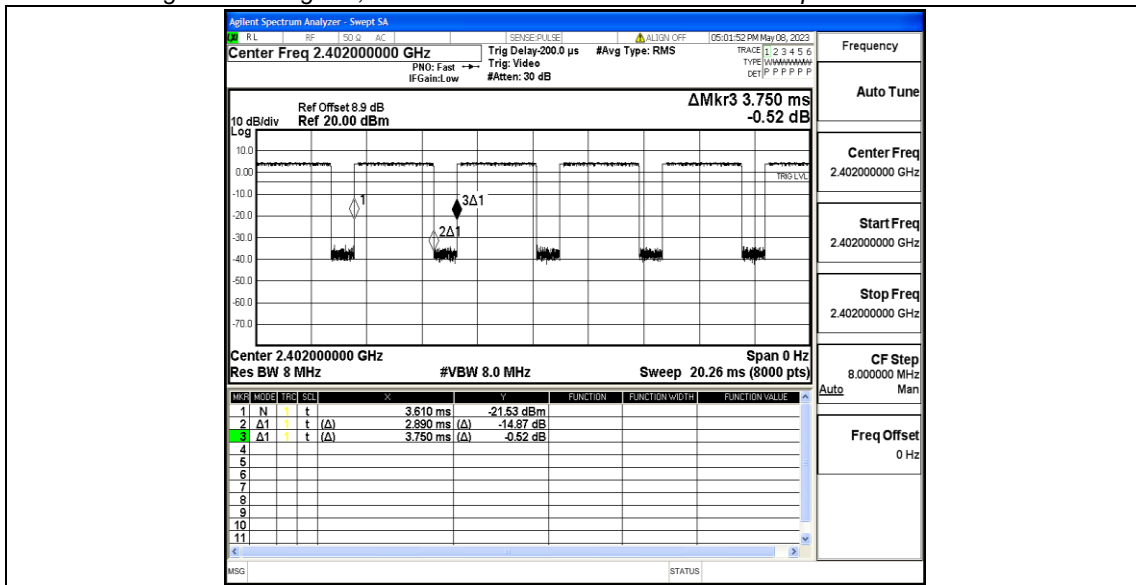 Agilent Spectrum Analyzer - Swept SA
RL RF 50 Ω AC SENSE:PULSE ALIGN OFF 05:01:52 PM May 08, 2023
Center Freq 2.402000000 GHz
PNO: Fast
IFGain:Low
Trig Delay-200.0 µs
Trig: Video
#Atten: 30 dB
#Avg Type: RMS
TRACE 1 2 3 4 5 6
TYPE WWWWWW
DET P P P P P P
Ref Offset 8.9 dB
10 dB/div Ref 20.00 dBm
Log
ΔMkr3 3.750 ms
-0.52 dB
10.0
0.00
TRIG LVL
-10.0
1
3Δ1
-20.0
2Δ1
-30.0
-40.0
-50.0
-60.0
-70.0
Center 2.402000000 GHz Span 0 Hz
Res BW 8 MHz #VBW 8.0 MHz Sweep 20.26 ms (8000 pts)
MKR MODE TRC SCL X Y FUNCTION FUNCTION WIDTH FUNCTION VALUE
1 N 1 t 3.610 ms -21.53 dBm
2 Δ1 1 t (Δ) 2.890 ms (Δ) -14.87 dB
3 Δ1 1 t (Δ) 3.750 ms (Δ) -0.52 dB
4
5
6
7
8
9
10
11
MSG STATUS
Frequency
Auto Tune
Center Freq
2.402000000 GHz
Start Freq
2.402000000 GHz
Stop Freq
2.402000000 GHz
CF Step
8.000000 MHz
Auto Man
Freq Offset
0 Hz